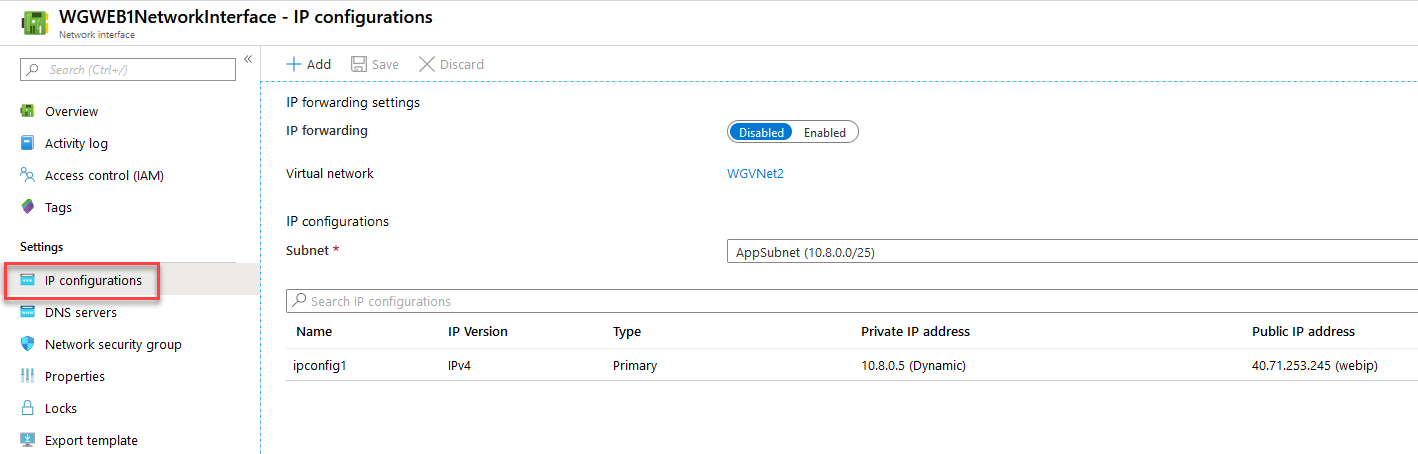 WGWEB1NetworkInterface - IP configurations
Network interface
«
Search (Ctrl+/)
Overview
Activity log
Access control (IAM)
Tags
Settings
IP configurations
DNS servers
Network security group
Properties
Locks
Export template
Add Save Discard
IP forwarding settings
IP forwarding Disabled Enabled
Virtual network WGVNet2
IP configurations
Subnet * AppSubnet (10.8.0.0/25)
Search IP configurations
Name IP Version Type Private IP address Public IP address
ipconfig1 IPv4 Primary 10.8.0.5 (Dynamic) 40.71.253.245 (webip)